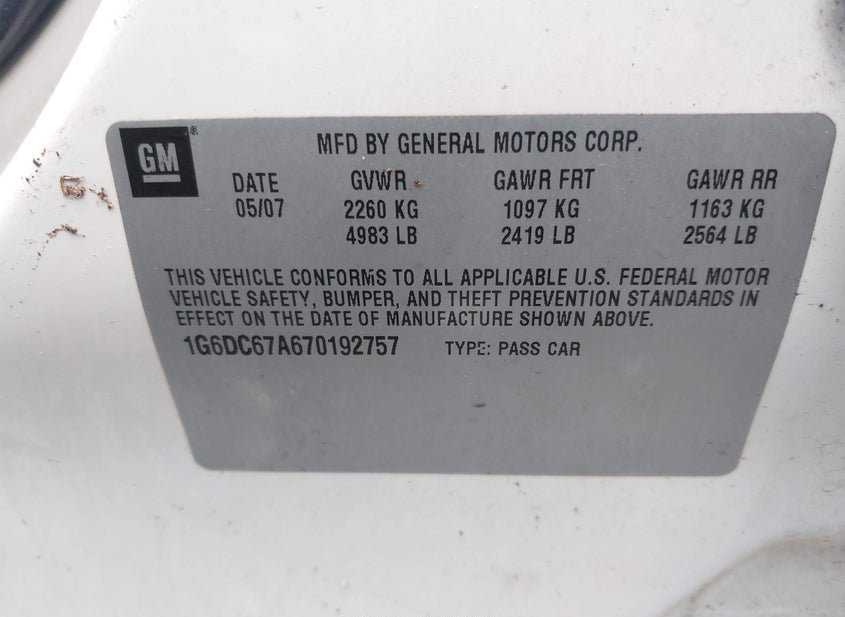 GM®
MFD BY GENERAL MOTORS CORP.
DATE GVWR GAWR FRT GAWR RR
05/07 2260 KG 1097 KG 1163 KG
4983 LB 2419 LB 2564 LB
THIS VEHICLE CONFORMS TO ALL APPLICABLE U.S. FEDERAL MOTOR
VEHICLE SAFETY, BUMPER, AND THEFT PREVENTION STANDARDS IN
EFFECT ON THE DATE OF MANUFACTURE SHOWN ABOVE.
1G6DC67A670192757 TYPE: PASS CAR